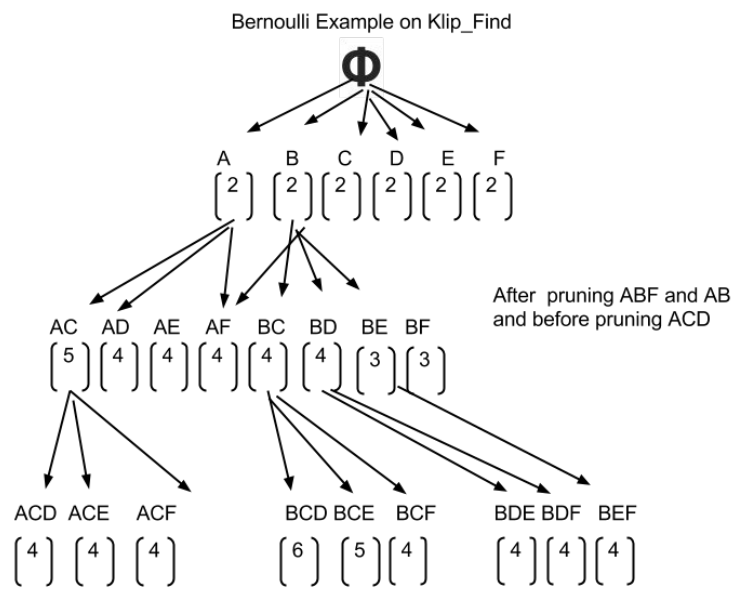 Bernoulli Example on Klip_Find
Φ
A B C D E F
2 2 2 2 2 2
After pruning ABF and AB
and before pruning ACD
AC AD AE AF BC BD BE BF
5 4 4 4 4 4 3 3
ACD ACE ACF BCD BCE BCF BDE BDF BEF
4 4 4 6 5 4 4 4 4